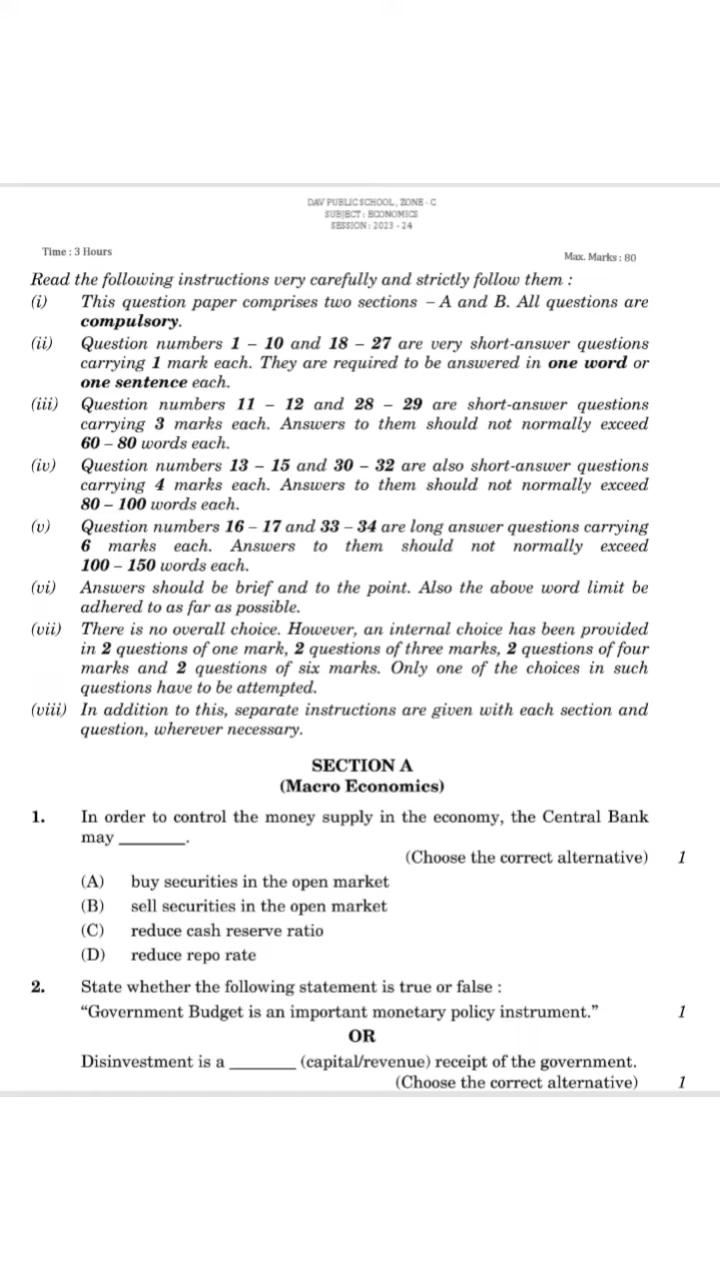 DAV PUBLIC SCHOOL, ZONE - C
SUBJECT : ECONOMICS
SESSION : 2023 - 24
Time : 3 Hours
Max. Marks : 80
Read the following instructions very carefully and strictly follow them :
(i) This question paper comprises two sections – A and B. All questions are
compulsory.
(ii) Question numbers 1 – 10 and 18 – 27 are very short-answer questions
carrying 1 mark each. They are required to be answered in one word or
one sentence each.
(iii) Question numbers 11 – 12 and 28 – 29 are short-answer questions
carrying 3 marks each. Answers to them should not normally exceed
60 – 80 words each.
(iv) Question numbers 13 – 15 and 30 – 32 are also short-answer questions
carrying 4 marks each. Answers to them should not normally exceed
80 – 100 words each.
(v) Question numbers 16 – 17 and 33 – 34 are long answer questions carrying
6 marks each. Answers to them should not normally exceed
100 – 150 words each.
(vi) Answers should be brief and to the point. Also the above word limit be
adhered to as far as possible.
(vii) There is no overall choice. However, an internal choice has been provided
in 2 questions of one mark, 2 questions of three marks, 2 questions of four
marks and 2 questions of six marks. Only one of the choices in such
questions have to be attempted.
(viii) In addition to this, separate instructions are given with each section and
question, wherever necessary.
SECTION A
(Macro Economics)
1. In order to control the money supply in the economy, the Central Bank
may _______.
(Choose the correct alternative) 1
(A) buy securities in the open market
(B) sell securities in the open market
(C) reduce cash reserve ratio
(D) reduce repo rate
2. State whether the following statement is true or false :
“Government Budget is an important monetary policy instrument.” 1
OR
Disinvestment is a _______ (capital/revenue) receipt of the government.
(Choose the correct alternative) 1